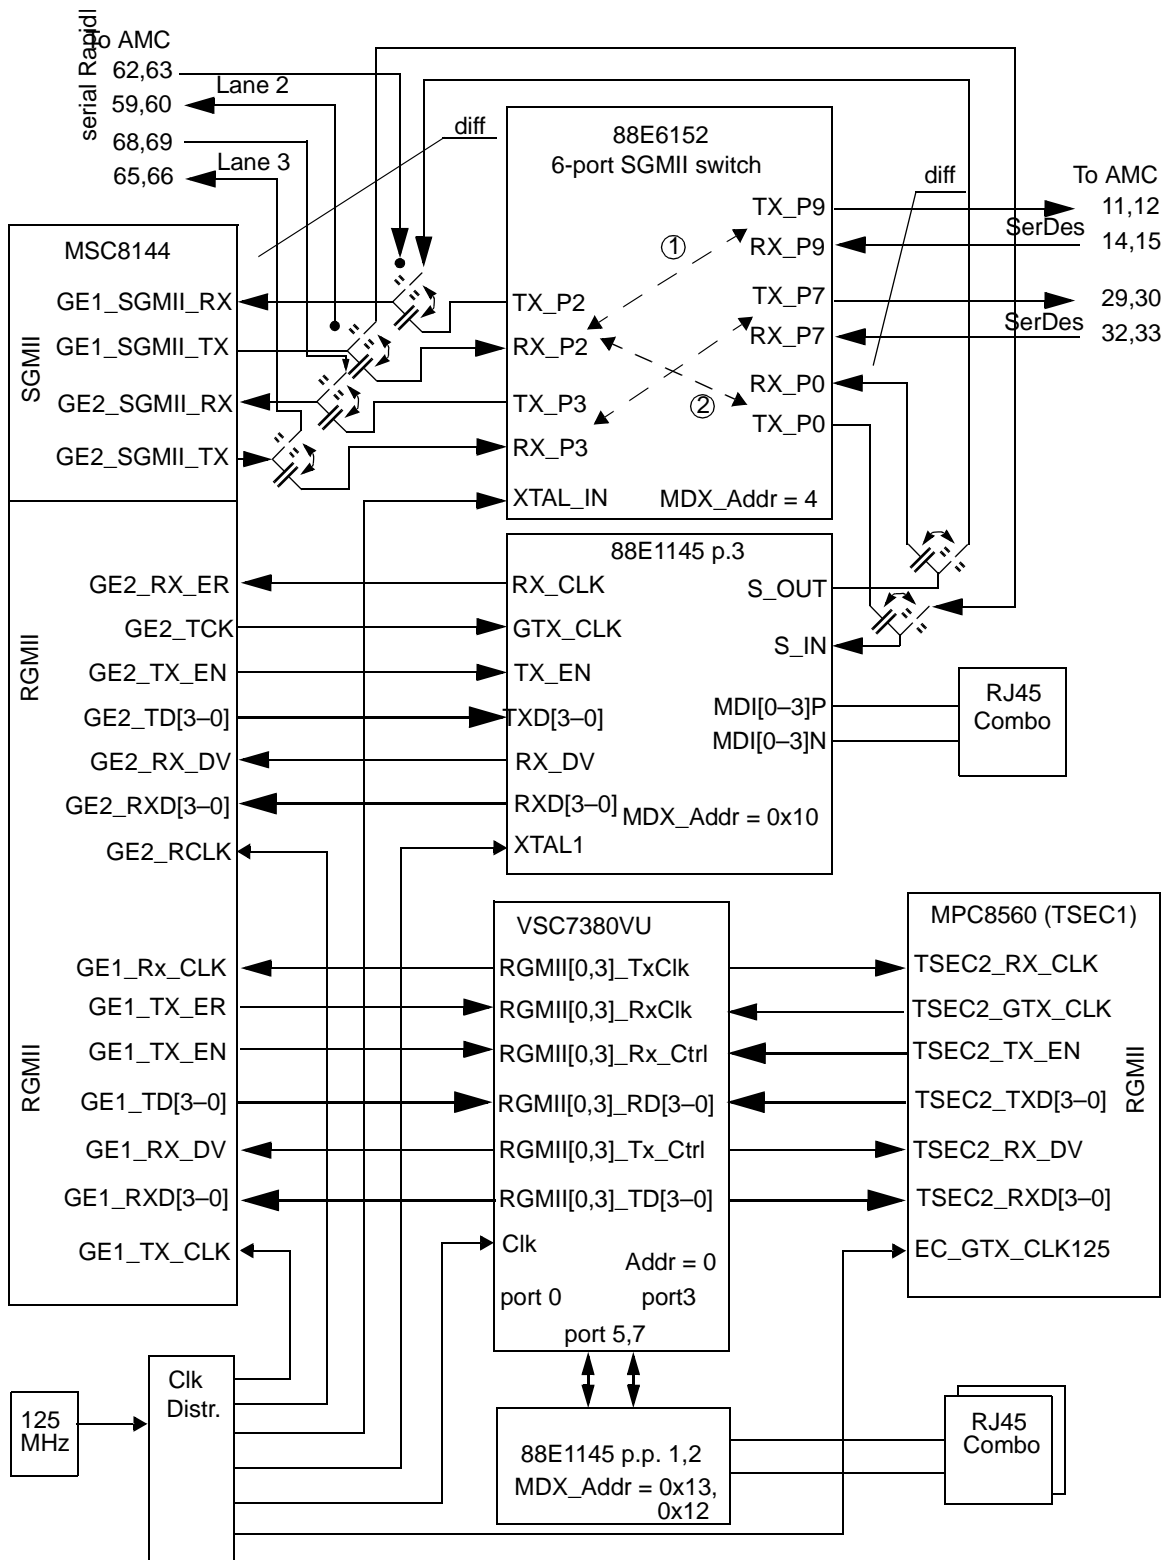 To AMC
serial RapidI
62,63
Lane 2
59,60
68,69
Lane 3
65,66
diff
88E6152
6-port SGMII switch
TX_P9
RX_P9
TX_P7
RX_P7
RX_P0
TX_P0
TX_P2
RX_P2
TX_P3
RX_P3
XTAL_IN
MDX_Addr = 4
1
2
diff
To AMC
11,12
SerDes
14,15
29,30
SerDes
32,33
MSC8144
SGMII
GE1_SGMII_RX
GE1_SGMII_TX
GE2_SGMII_RX
GE2_SGMII_TX
RGMII
GE2_RX_ER
GE2_TCK
GE2_TX_EN
GE2_TD[3–0]
GE2_RX_DV
GE2_RXD[3–0]
GE2_RCLK
88E1145 p.3
RX_CLK
GTX_CLK
TX_EN
TXD[3–0]
RX_DV
RXD[3–0]
XTAL1
S_OUT
S_IN
MDI[0–3]P
MDI[0–3]N
MDX_Addr = 0x10
RJ45
Combo
RGMII
GE1_Rx_CLK
GE1_TX_ER
GE1_TX_EN
GE1_TD[3–0]
GE1_RX_DV
GE1_RXD[3–0]
GE1_TX_CLK
VSC7380VU
RGMII[0,3]_TxClk
RGMII[0,3]_RxClk
RGMII[0,3]_Rx_Ctrl
RGMII[0,3]_RD[3–0]
RGMII[0,3]_Tx_Ctrl
RGMII[0,3]_TD[3–0]
Clk
Addr = 0
port 0
port3
port 5,7
MPC8560 (TSEC1)
TSEC2_RX_CLK
TSEC2_GTX_CLK
TSEC2_TX_EN
TSEC2_TXD[3–0]
TSEC2_RX_DV
TSEC2_RXD[3–0]
EC_GTX_CLK125
RGMII
125
MHz
Clk
Distr.
88E1145 p.p. 1,2
MDX_Addr = 0x13,
0x12
RJ45
Combo